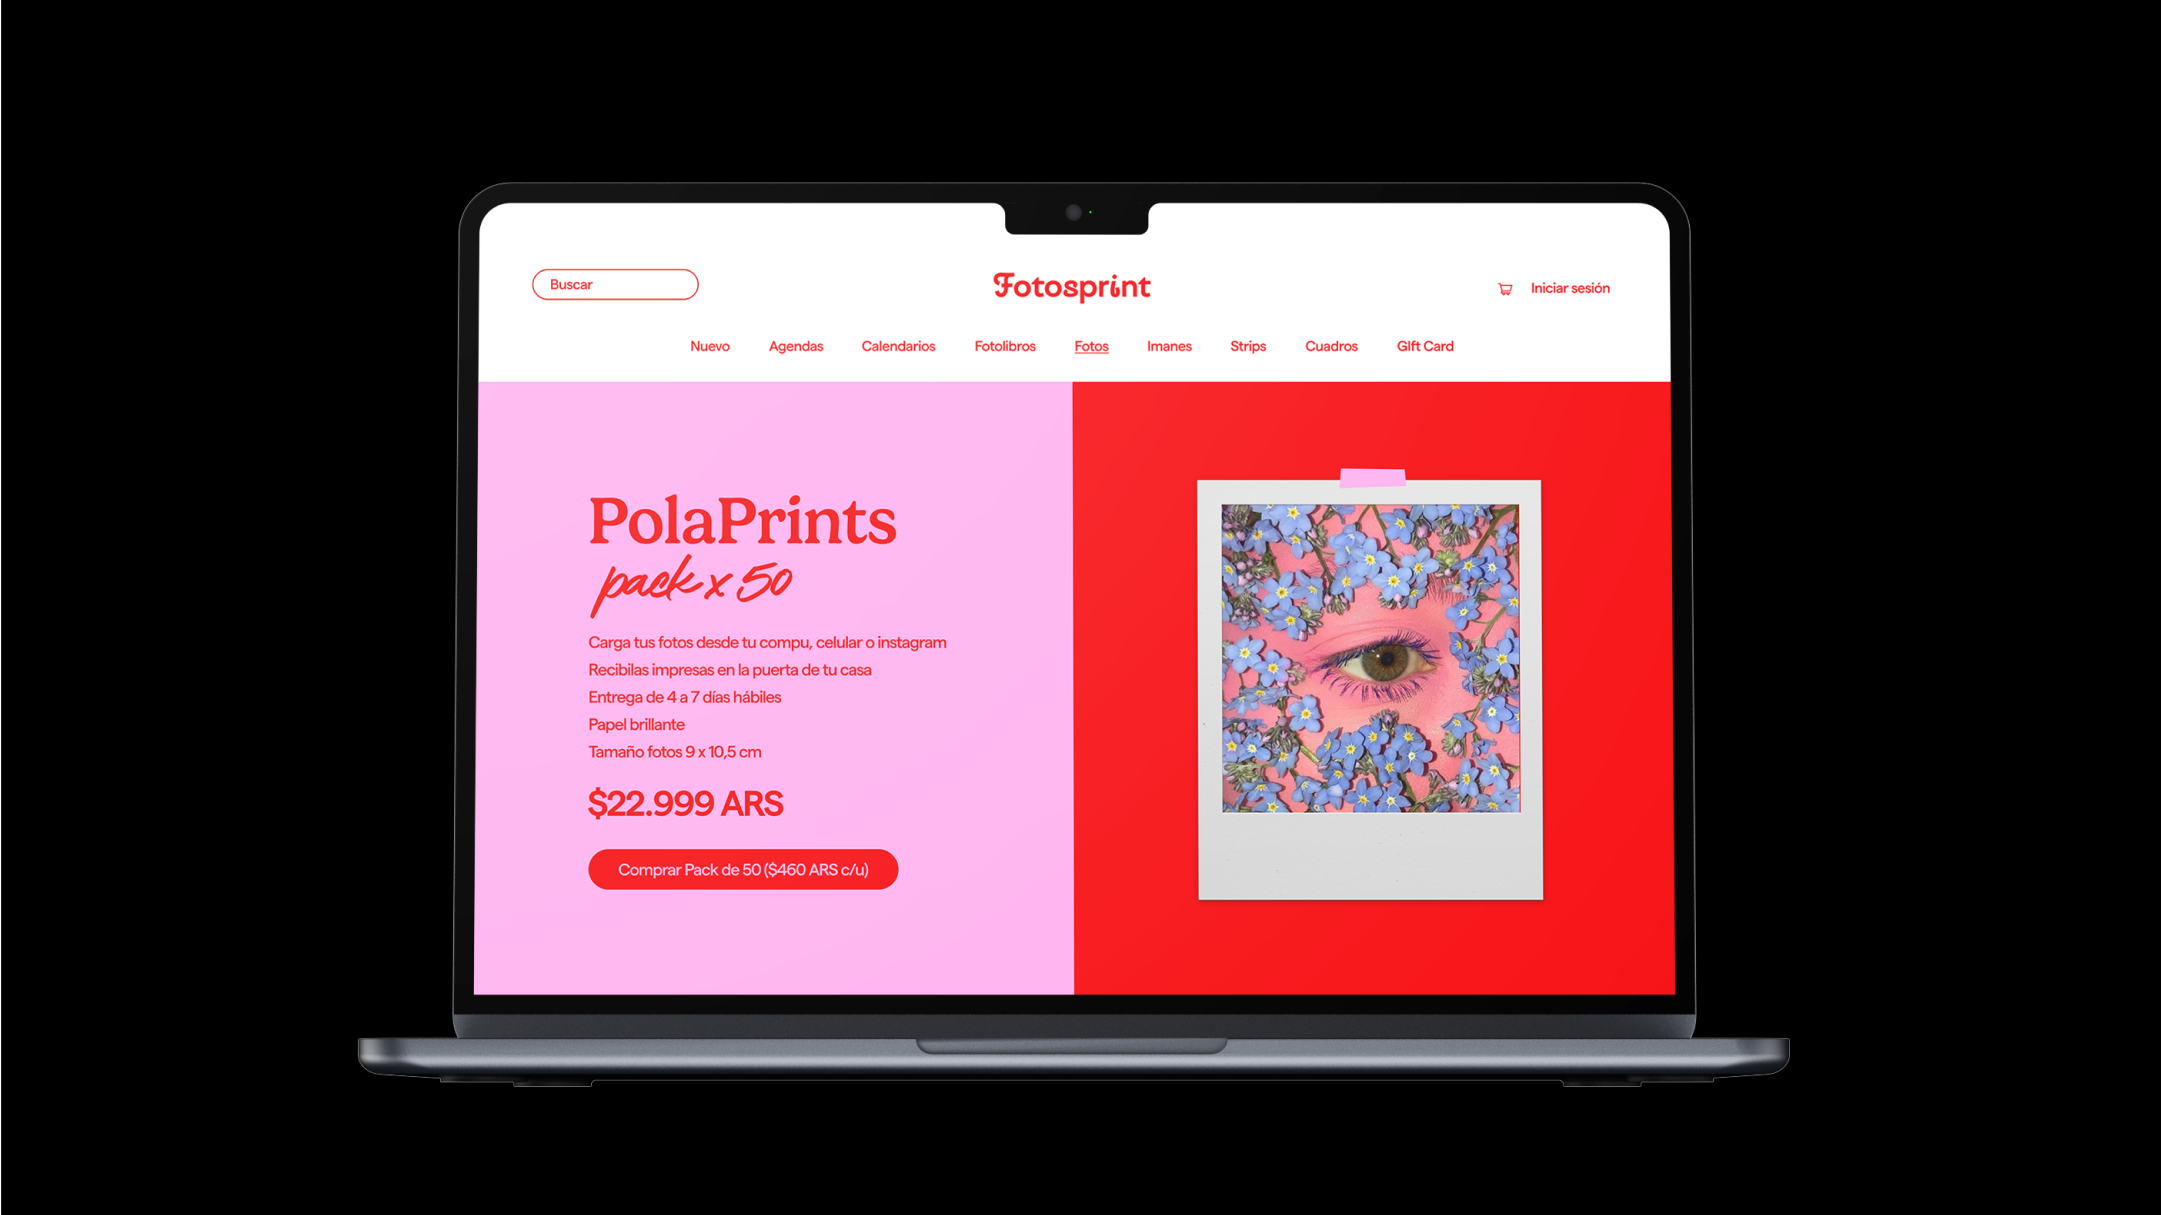 Buscar
Fotosprint
Iniciar sesión
Nuevo Agendas Calendarios Fotolibros Fotos Imanes Strips Cuadros GIft Card
PolaPrints
pack x 50
Carga tus fotos desde tu compu, celular o instagram
Recibilas impresas en la puerta de tu casa
Entrega de 4 a 7 días hábiles
Papel brillante
Tamaño fotos 9 x 10,5 cm
$22.999 ARS
Comprar Pack de 50 ($460 ARS c/u)